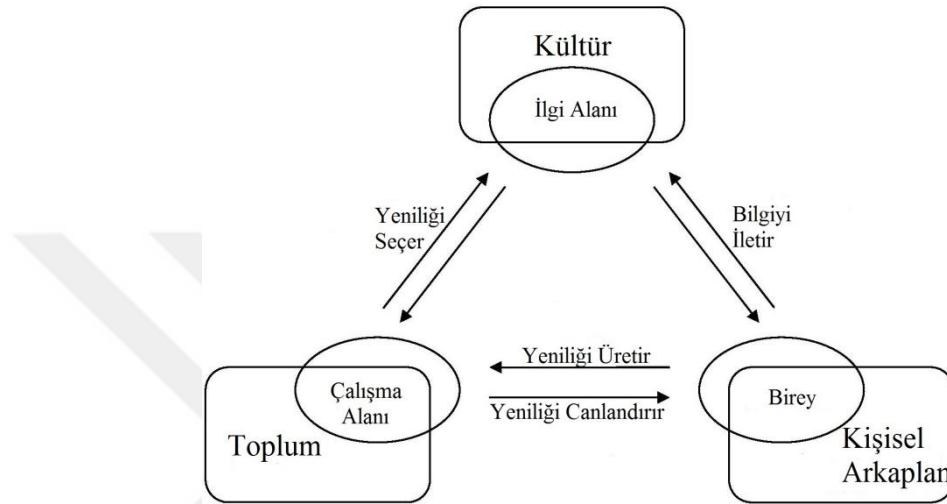 Kültür
İlgi Alanı
Yeniliği
Seçer
Bilgiyi
İletir
Yeniliği Üretir
Çalışma
Alanı
Birey
Yeniliği Canlandırır
Toplum
Kişisel
Arkaplan